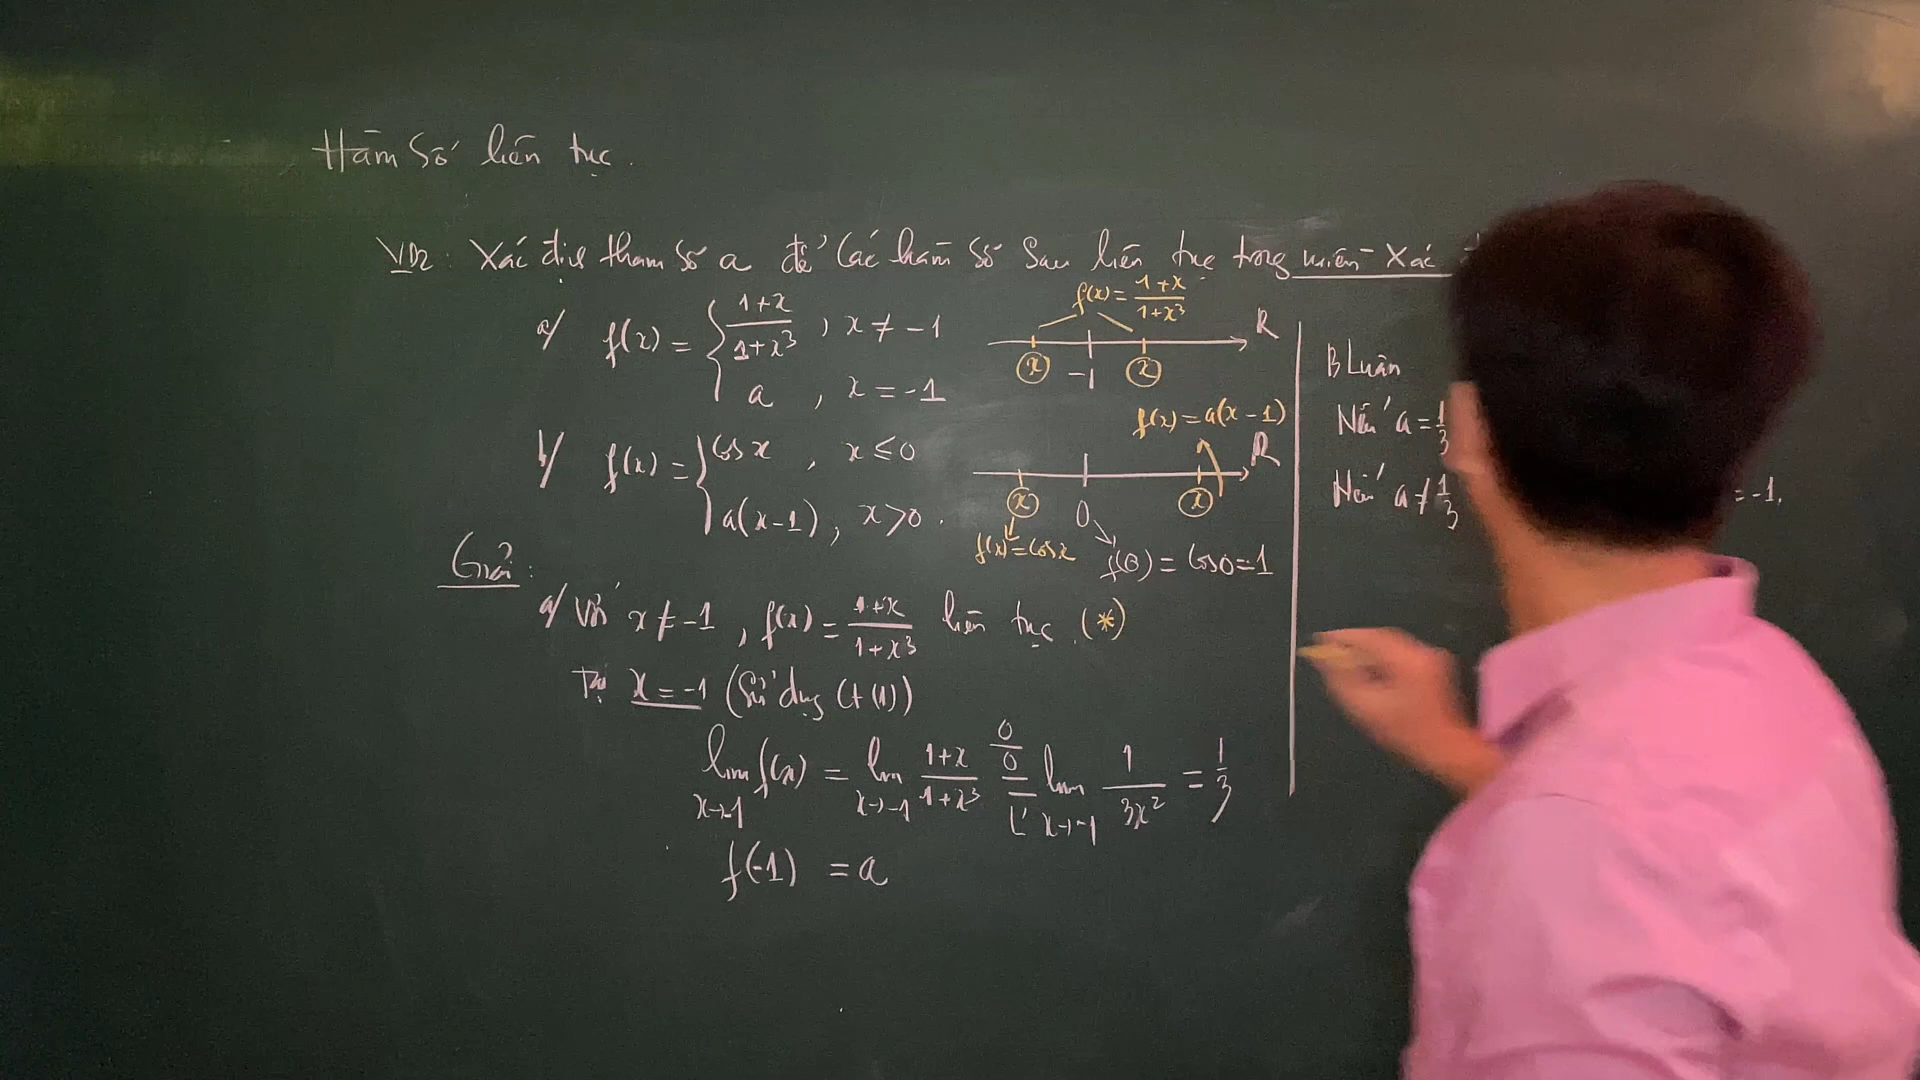 Hàm số liên tục.
VD2: Xác định tham số a để các hàm số sau liên tục trong miền xác
a/ f(x) = { (1+x)/(1+x³) , x ≠ -1
a , x = -1
f(x) = (1+x)/(1+x³)
R
x -1 x
b/ f(x) = { cos x , x ≤ 0
a(x-1) , x > 0.
f(x) = a(x-1)
R
x 0 x
f(x) = cos x
f(0) = cos 0 = 1
Giải:
a/ Với x ≠ -1 , f(x) = (1+x)/(1+x³) liên tục. (*)
Tại x = -1 (Sử dụng (t(1))
lim x→-1 f(x) = lim x→-1 (1+x)/(1+x³) 0/0 = L' lim x→-1 1/(3x²) = 1/3
f(-1) = a
B Luận
Nếu a = 1/3
Nếu a ≠ 1/3
= -1.